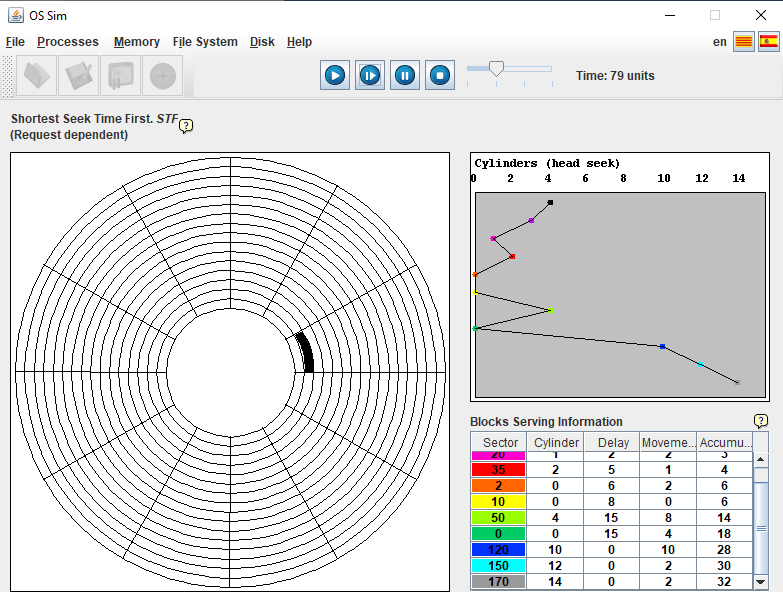 OS Sim
File Processes Memory File System Disk Help en
Time: 79 units
Shortest Seek Time First. STF
(Request dependent)
?
Cylinders (head seek)
0 2 4 6 8 10 12 14
Blocks Serving Information ?
Sector Cylinder Delay Moveme... Accumu...
20 1 2 2 3
35 2 5 1 4
2 0 6 2 6
10 0 8 0 6
50 4 15 8 14
0 0 15 4 18
120 10 0 10 28
150 12 0 2 30
170 14 0 2 32